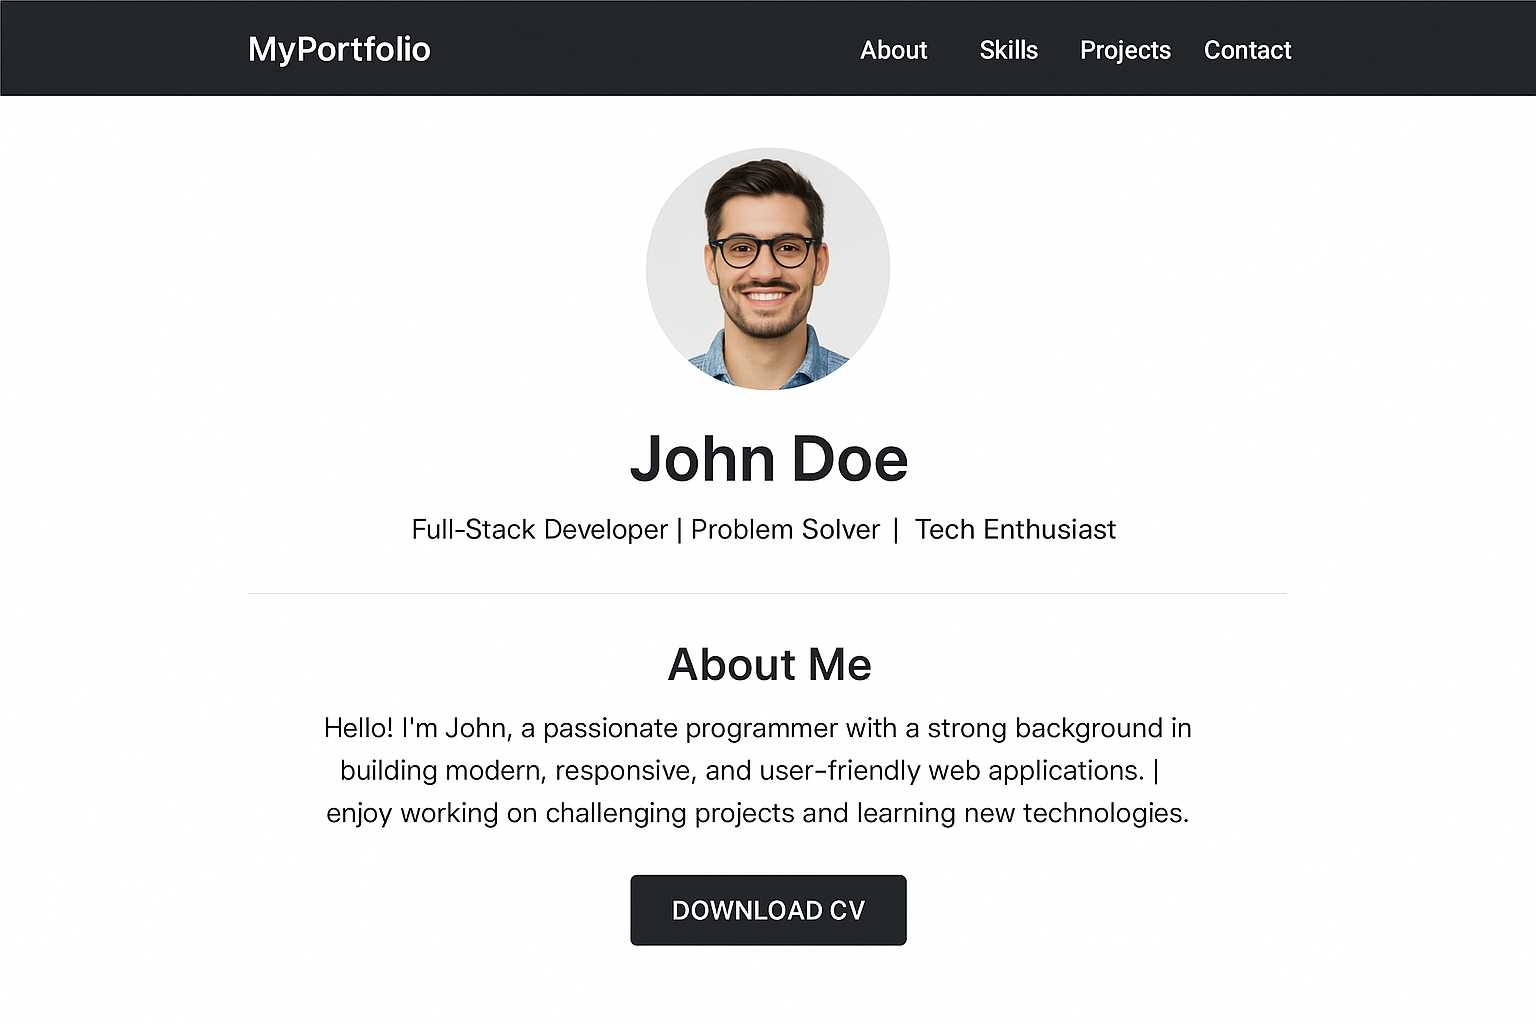 MyPortfolio
About Skills Projects Contact
John Doe
Full-Stack Developer | Problem Solver | Tech Enthusiast
About Me
Hello! I'm John, a passionate programmer with a strong background in
building modern, responsive, and user-friendly web applications. |
enjoy working on challenging projects and learning new technologies.
DOWNLOAD CV